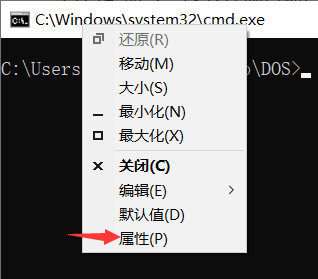 C:\Windows\system32\cmd.exe
还原(R)
C:\Users
移动(M)
o\DOS>
大小(S)
最小化(N)
最大化(X)
关闭(C)
编辑(E)
默认值(D)
属性(P)